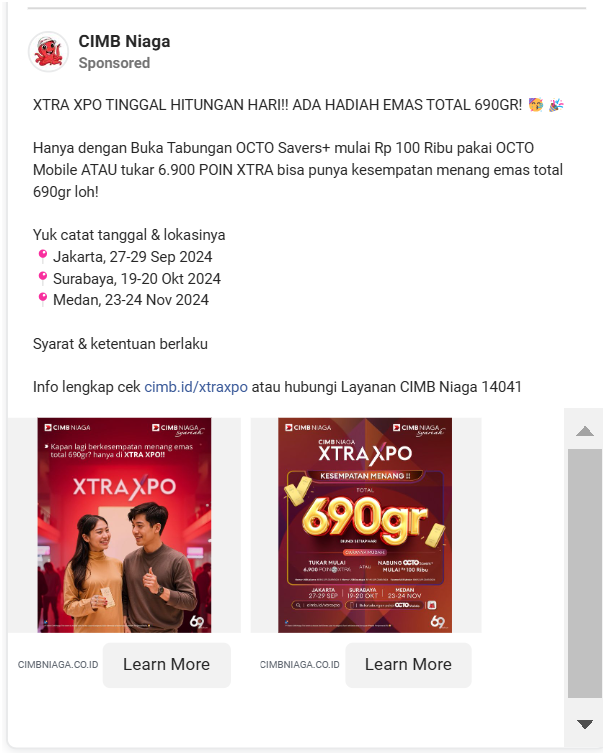 CIMB Niaga
Sponsored
XTRA XPO TINGGAL HITUNGAN HARI!! ADA HADIAH EMAS TOTAL 690GR! 🥳 🎉
Hanya dengan Buka Tabungan OCTO Savers+ mulai Rp 100 Ribu pakai OCTO
Mobile ATAU tukar 6.900 POIN XTRA bisa punya kesempatan menang emas total
690gr loh!
Yuk catat tanggal & lokasinya
📍 Jakarta, 27-29 Sep 2024
📍 Surabaya, 19-20 Okt 2024
📍 Medan, 23-24 Nov 2024
Syarat & ketentuan berlaku
Info lengkap cek cimb.id/xtraxpo atau hubungi Layanan CIMB Niaga 14041
CIMB NIAGA
CIMB NIAGA
Syariah
Kapan lagi berkesempatan menang emas
total 690gr? hanya di XTRA XPO!!
XTRAXPO
69
CIMB NIAGA
CIMB NIAGA
Syariah
CIMB NIAGA
XTRAXPO
KESEMPATAN MENANG !!
TOTAL
690gr
TUKAR MULAI
6.900 POIN XTRA
ATAU
NABUNG OCTO
MULAI Rp 100 Ribu
JAKARTA
27-29 SEP
SURABAYA
19-20 OKT
MEDAN
23-24 NOV
69
CIMBNIAGA.CO.ID
Learn More
CIMBNIAGA.CO.ID
Learn More